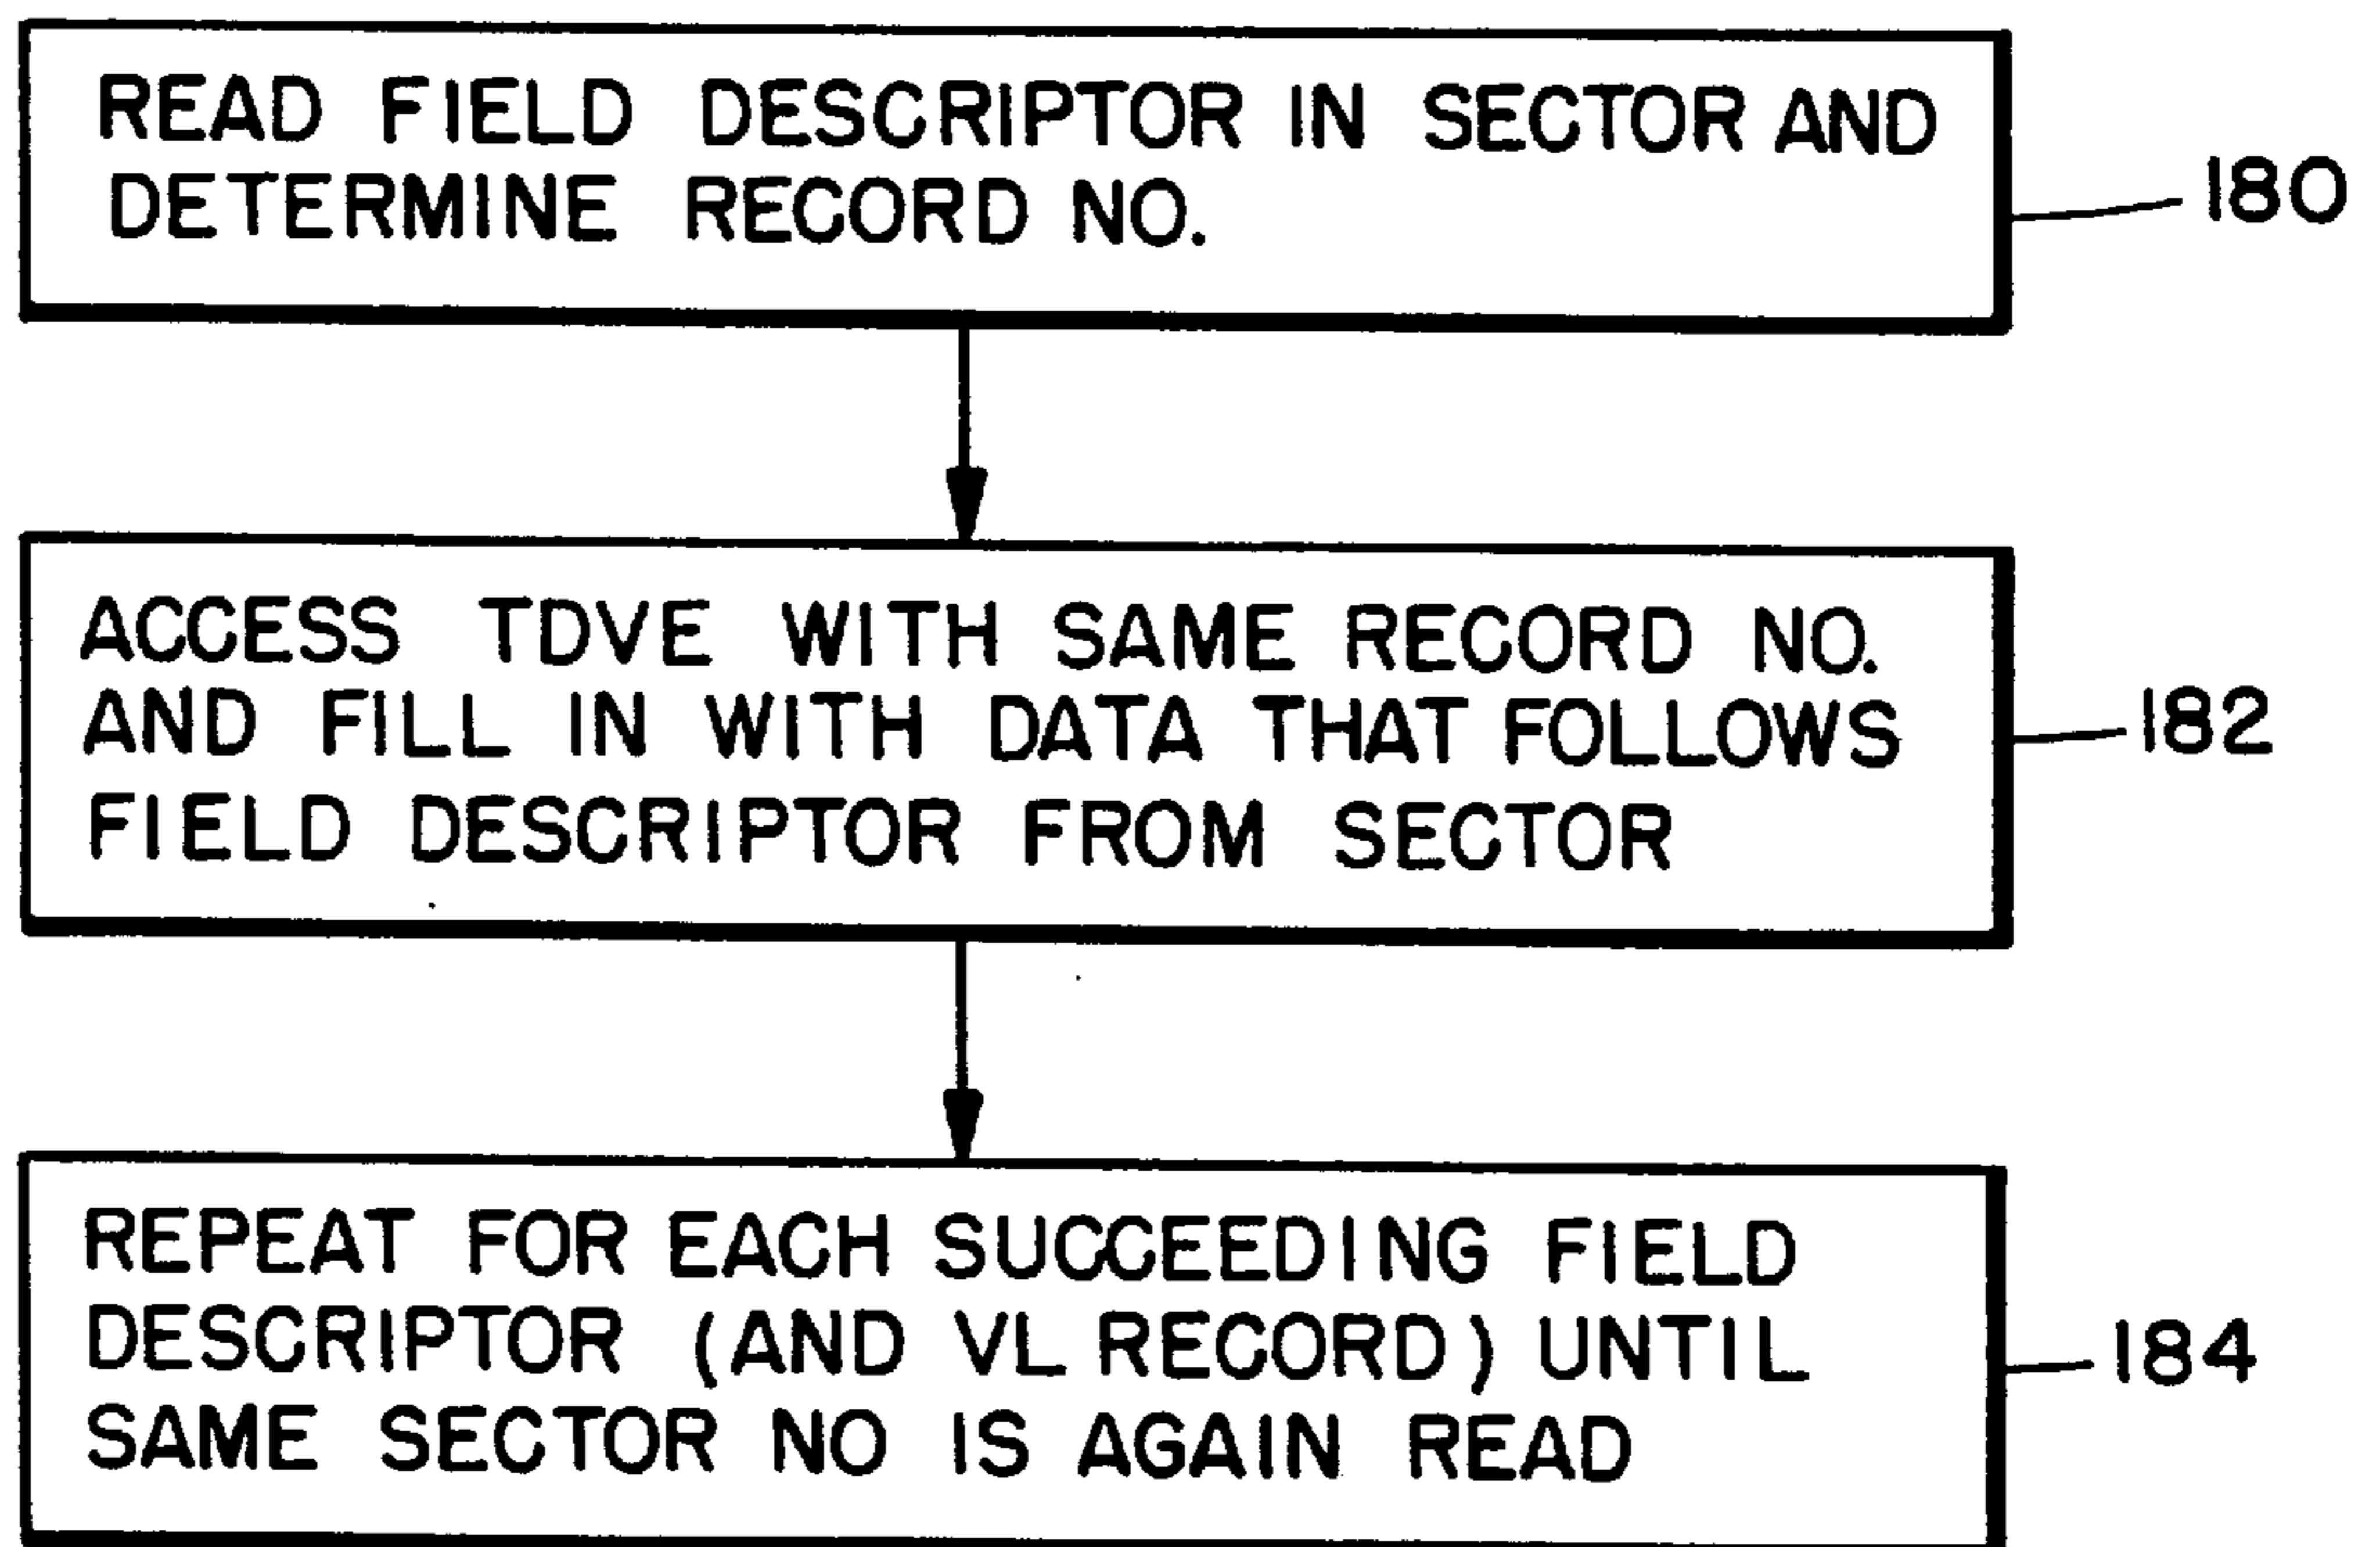 READ FIELD DESCRIPTOR IN SECTOR AND
DETERMINE RECORD NO.
180
ACCESS TDVE WITH SAME RECORD NO.
AND FILL IN WITH DATA THAT FOLLOWS
FIELD DESCRIPTOR FROM SECTOR
182
REPEAT FOR EACH SUCCEEDING FIELD
DESCRIPTOR (AND VL RECORD) UNTIL
SAME SECTOR NO IS AGAIN READ
184